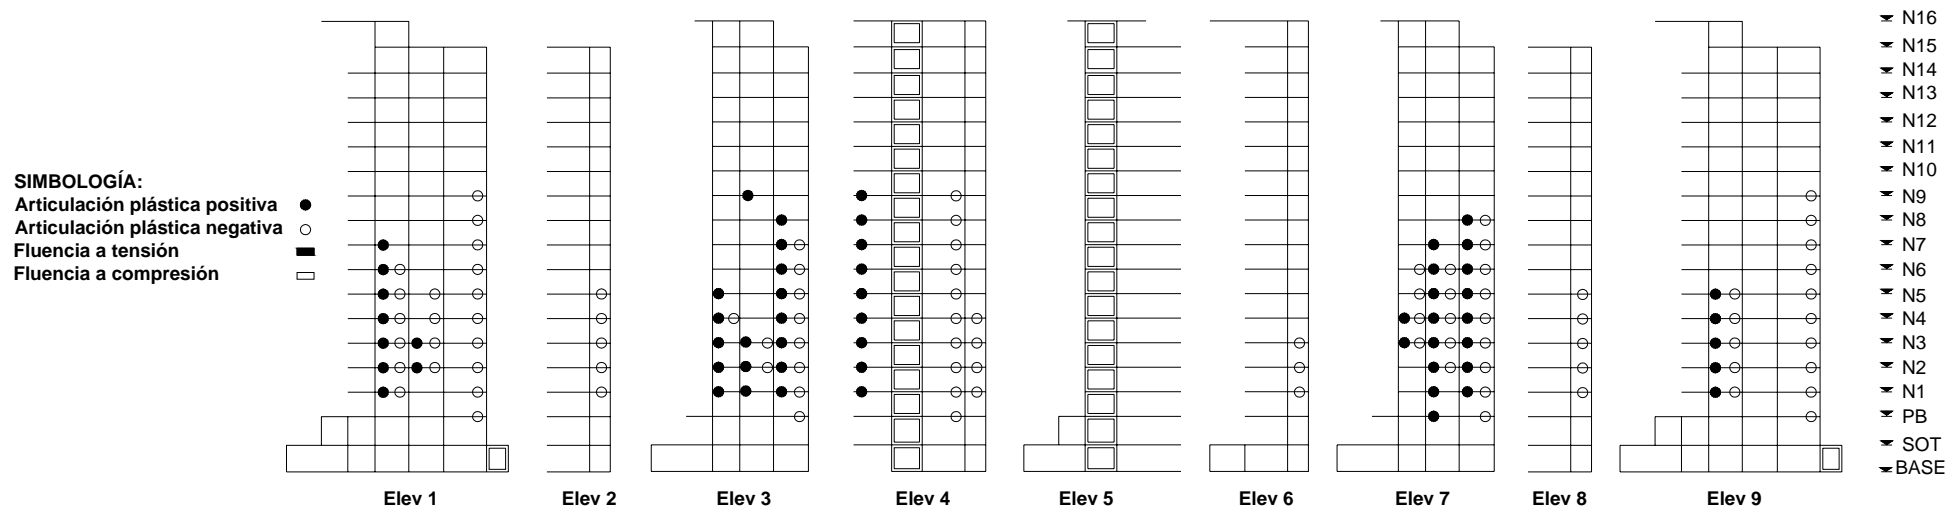 SIMBOLOGÍA:
Articulación plástica positiva
Articulación plástica negativa
Fluencia a tensión
Fluencia a compresión
Elev 1
Elev 2
Elev 3
Elev 4
Elev 5
Elev 6
Elev 7
Elev 8
Elev 9
N16
N15
N14
N13
N12
N11
N10
N9
N8
N7
N6
N5
N4
N3
N2
N1
PB
SOT
BASE